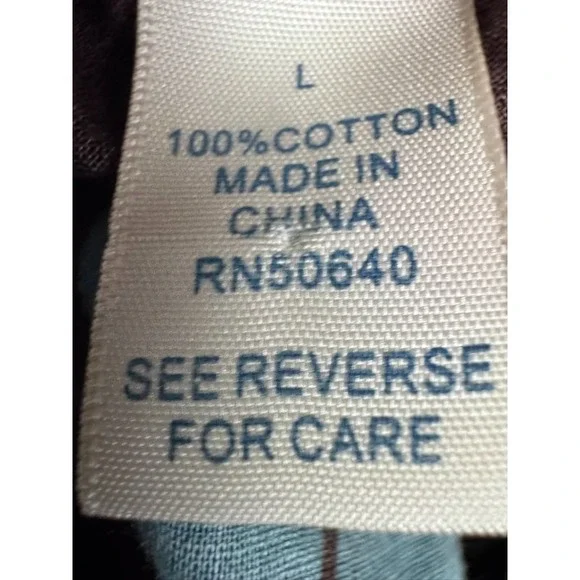 L
100%COTTON
MADE IN
CHINA
RN50640
SEE REVERSE
FOR CARE